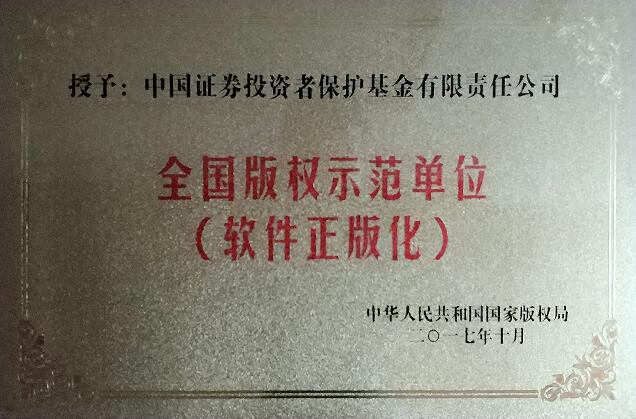 授予：中国证券投资者保护基金有限责任公司
全国版权示范单位
（软件正版化）
中华人民共和国国家版权局
二〇一七年十月